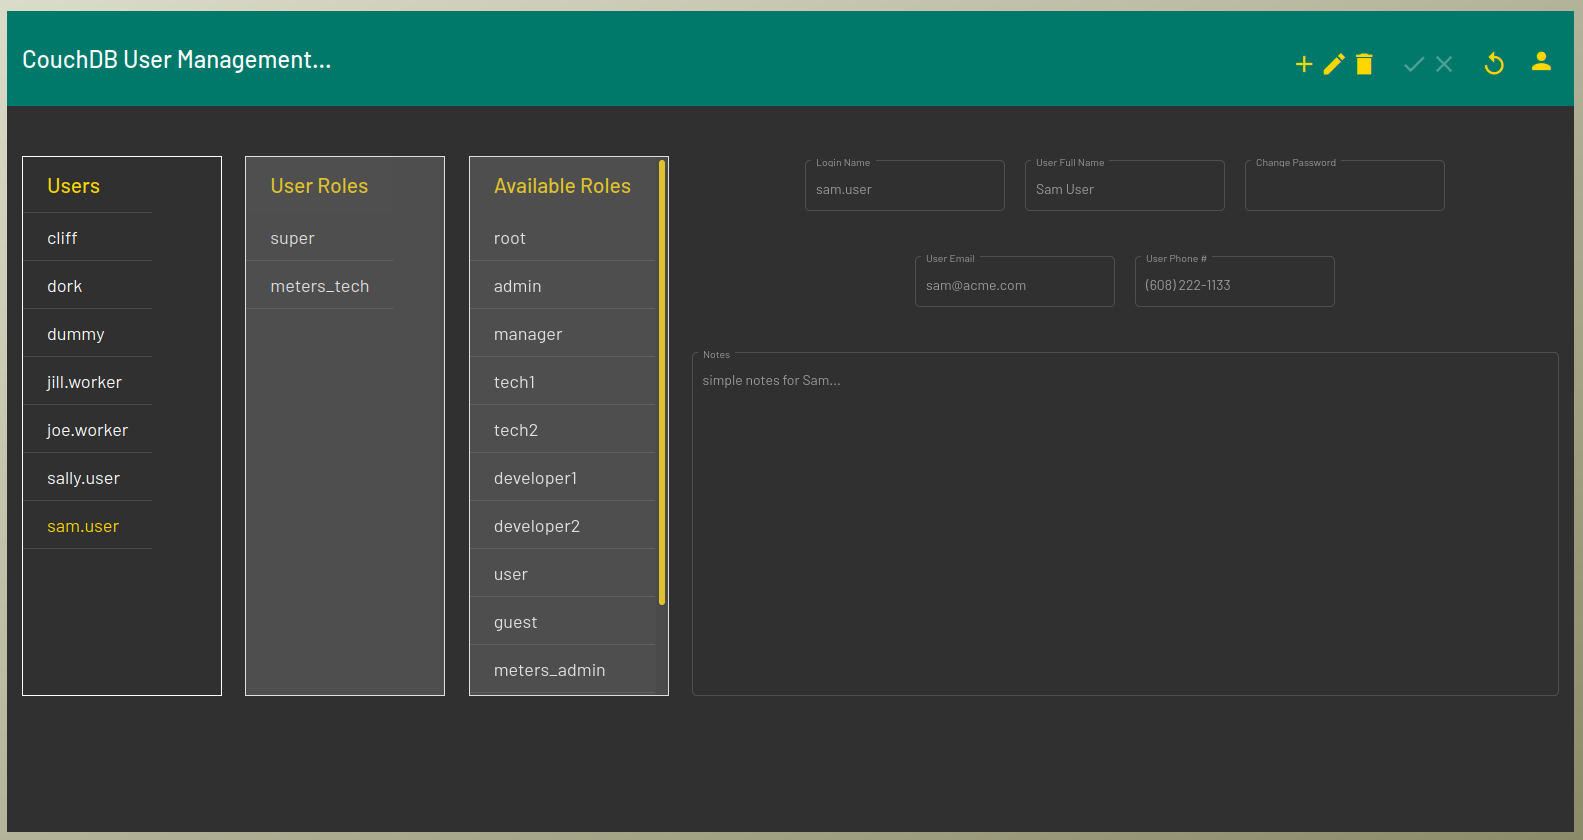 CouchDB User Management...
Users
cliff
dork
dummy
jill.worker
joe.worker
sally.user
sam.user
User Roles
super
meters_tech
Available Roles
root
admin
manager
tech1
tech2
developer1
developer2
user
guest
meters_admin
Login Name
sam.user
User Full Name
Sam User
Change Password
User Email
sam@acme.com
User Phone #
(608) 222-1133
Notes
simple notes for Sam...